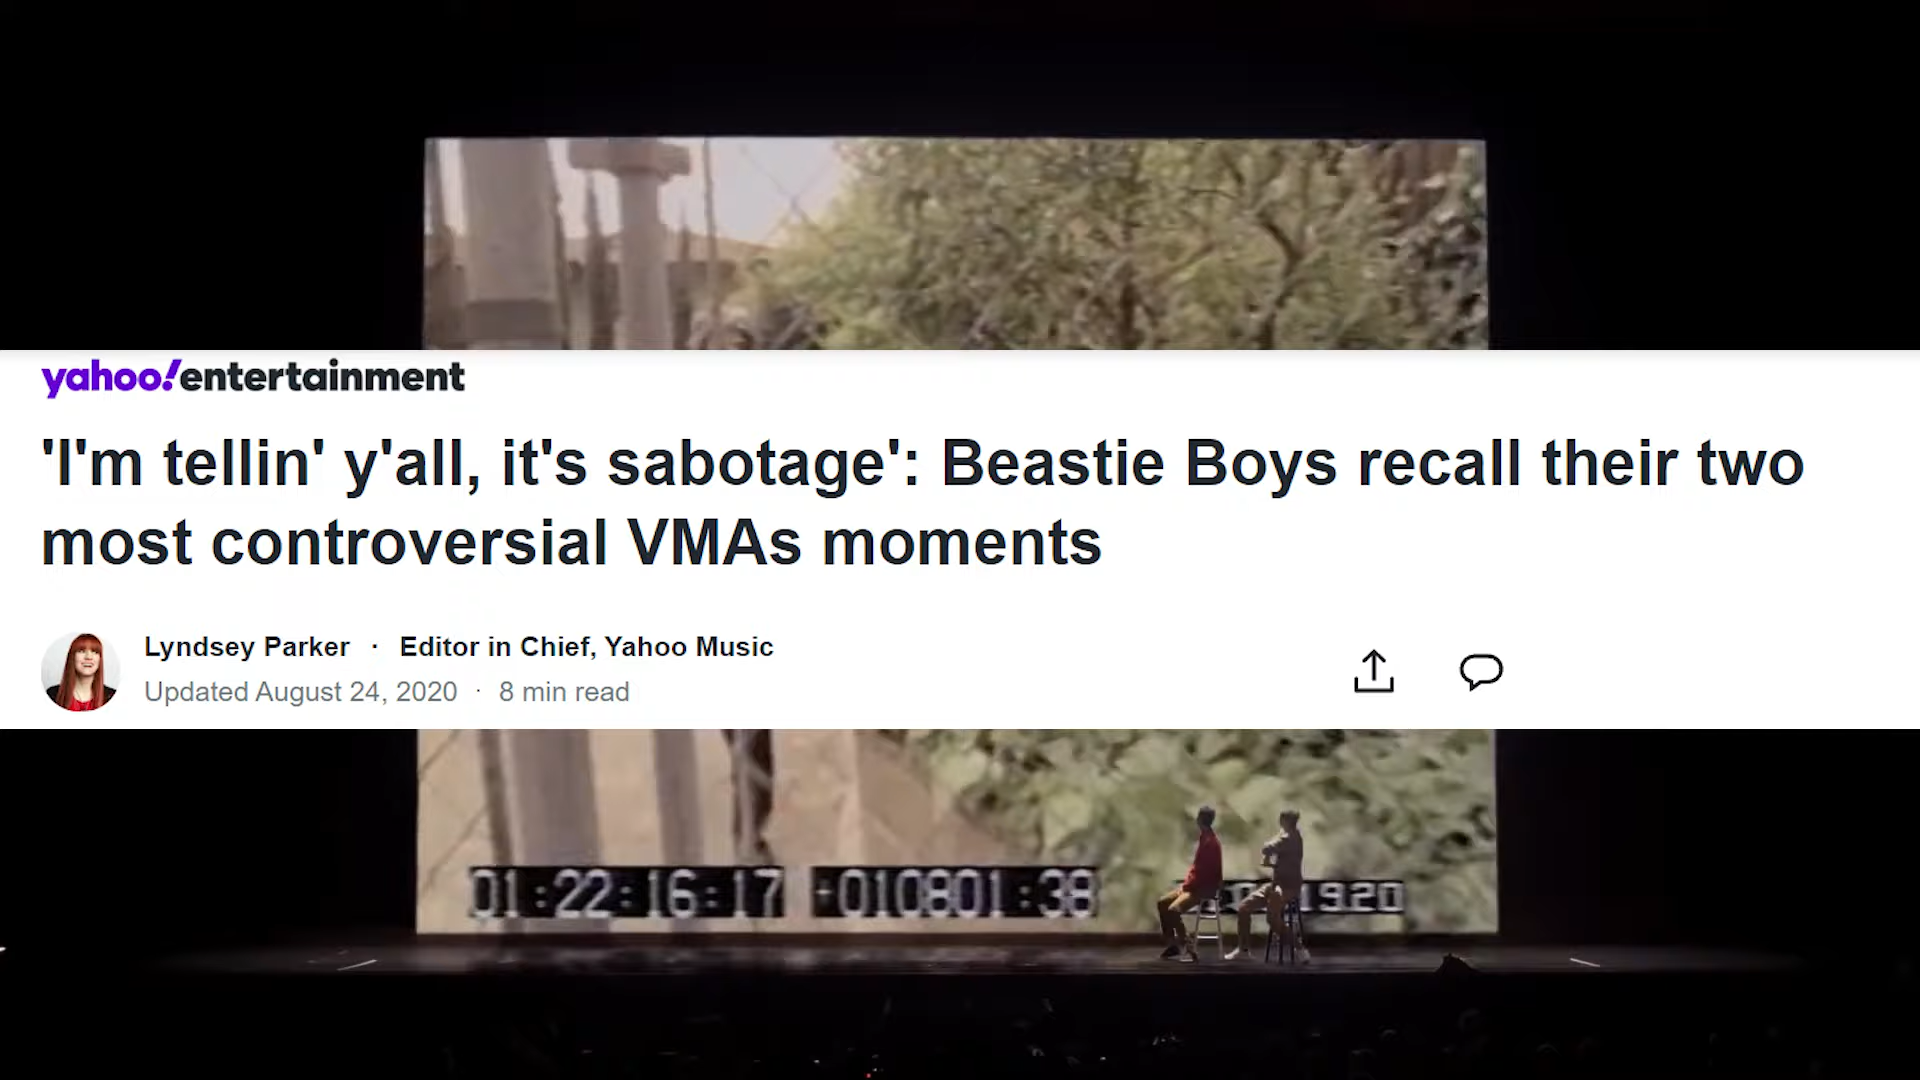 yahoo!entertainment
'I'm tellin' y'all, it's sabotage': Beastie Boys recall their two
most controversial VMAs moments
Lyndsey Parker · Editor in Chief, Yahoo Music
Updated August 24, 2020 · 8 min read
01:22:16:17 +010801:38 1920